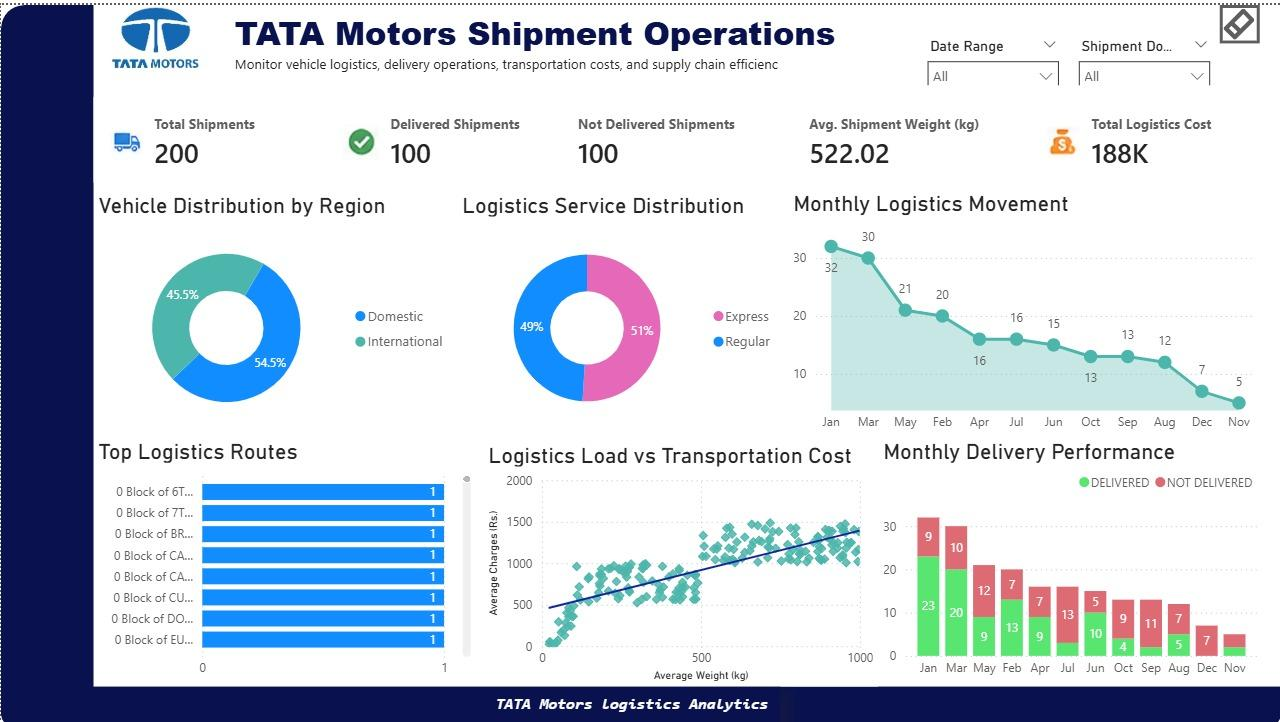 TATA MOTORS
TATA Motors Shipment Operations
Monitor vehicle logistics, delivery operations, transportation costs, and supply chain efficienc
Date Range
All
Shipment Do...
All
Total Shipments
200
Delivered Shipments
100
Not Delivered Shipments
100
Avg. Shipment Weight (kg)
522.02
Total Logistics Cost
188K
Vehicle Distribution by Region
45.5%
54.5%
Domestic
International
Logistics Service Distribution
49%
51%
Express
Regular
Monthly Logistics Movement
30
20
10
32
30
21
20
16
16
15
13
13
12
7
5
Jan Mar May Feb Apr Jul Jun Oct Sep Aug Dec Nov
Top Logistics Routes
0 Block of 6T... 1
0 Block of 7T... 1
0 Block of BR... 1
0 Block of CA... 1
0 Block of CA... 1
0 Block of CU... 1
0 Block of DO... 1
0 Block of EU... 1
0 1
Logistics Load vs Transportation Cost
Average Charges (Rs.)
2000
1500
1000
500
0
0 500 1000
Average Weight (kg)
Monthly Delivery Performance
DELIVERED NOT DELIVERED
30
20
10
0
9 10 12 7 7 13 5 9 11 7 7
23 20 9 13 9 10 4 5
Jan Mar May Feb Apr Jul Jun Oct Sep Aug Dec Nov
TATA Motors Logistics Analytics